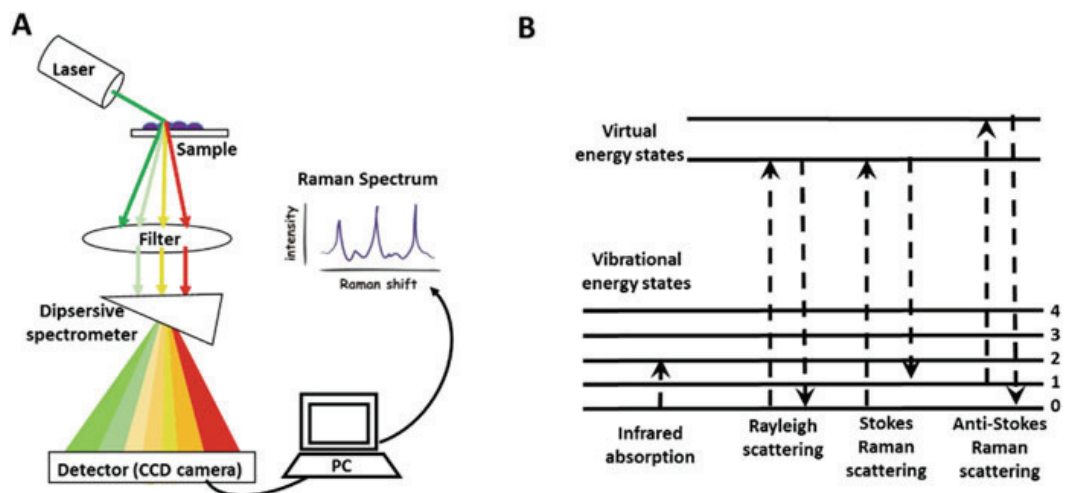 A
Laser
Sample
Filter
Dipsersive
spectrometer
Detector (CCD camera)
PC
Raman Spectrum
intensity
Raman shift
B
Virtual
energy states
Vibrational
energy states
4
3
2
1
0
Infrared
absorption
Rayleigh
scattering
Stokes
Raman
scattering
Anti-Stokes
Raman
scattering